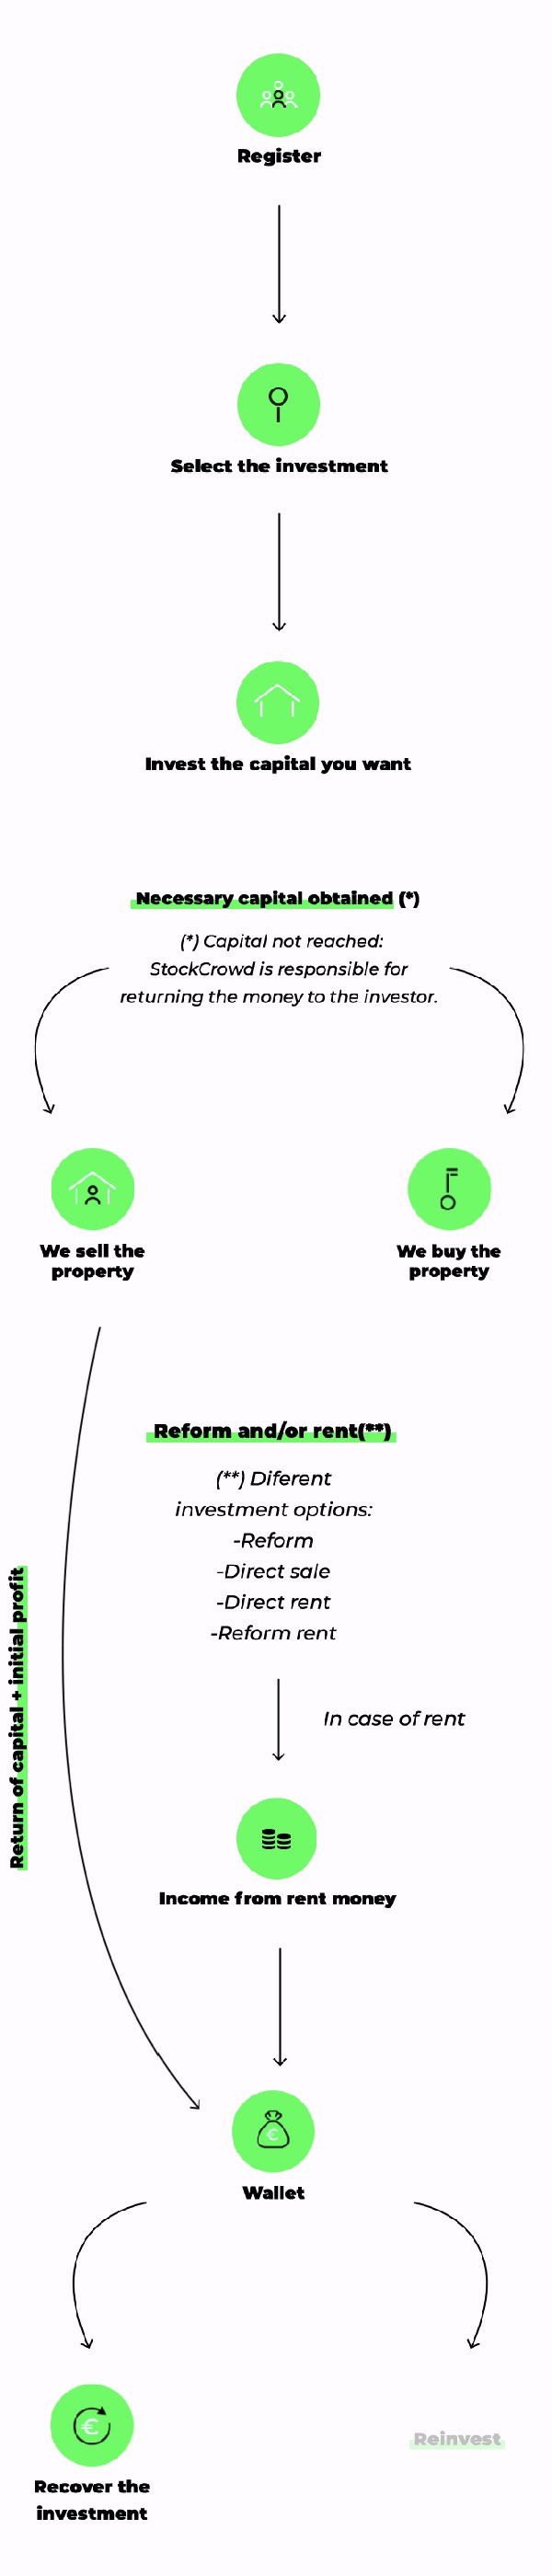 Register
Select the investment
Invest the capital you want
Necessary capital obtained (*)
(*) Capital not reached:
StockCrowd is responsible for
returning the money to the investor.
We sell the
property
We buy the
property
Reform and/or rent(**)
(**) Diferent
investment options:
-Reform
-Direct sale
-Direct rent
-Reform rent
Return of capital + initial profit
In case of rent
Income from rent money
€
Wallet
€
Recover the
investment
Reinvest